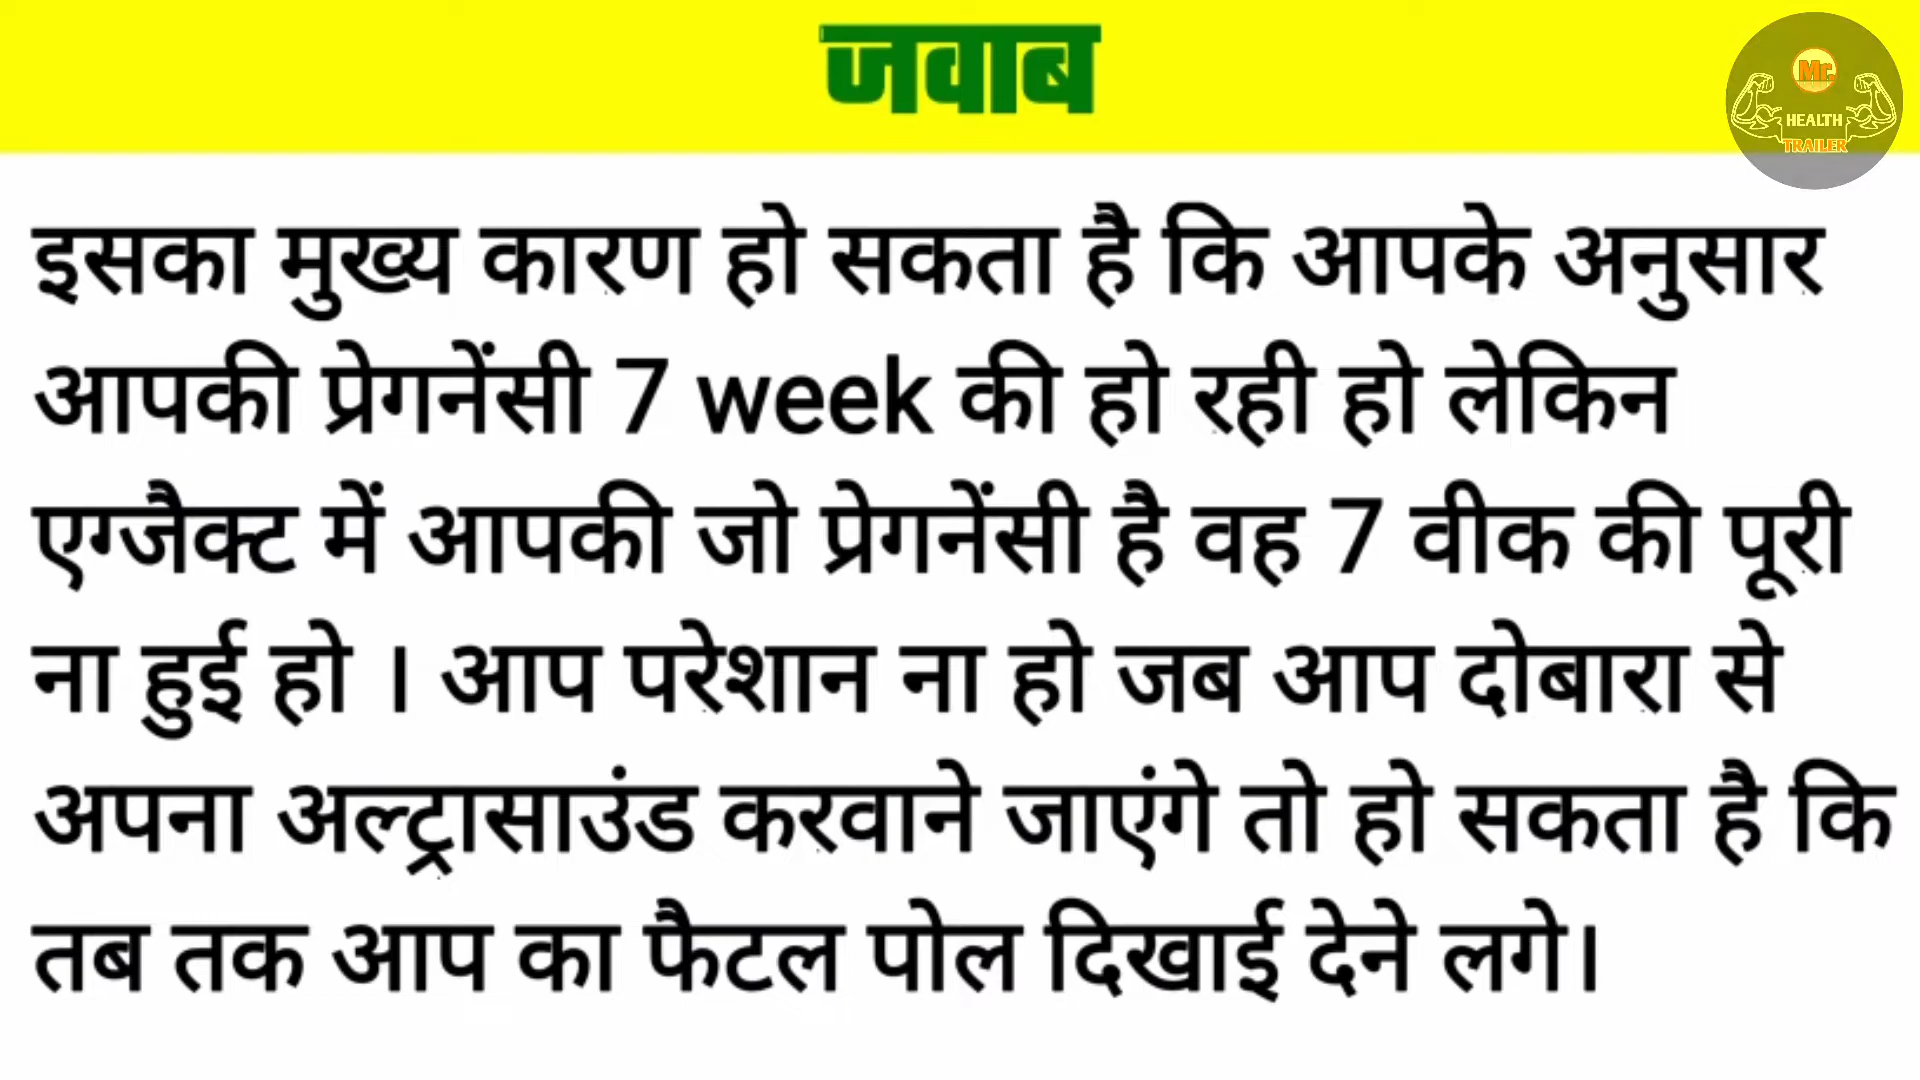 जवाब
Mr.
HEALTH
TRAILER
इसका मुख्य कारण हो सकता है कि आपके अनुसार
आपकी प्रेगनेंसी 7 week की हो रही हो लेकिन
एग्जैक्ट में आपकी जो प्रेगनेंसी है वह 7 वीक की पूरी
ना हुई हो । आप परेशान ना हो जब आप दोबारा से
अपना अल्ट्रासाउंड करवाने जाएंगे तो हो सकता है कि
तब तक आप का फैटल पोल दिखाई देने लगे।